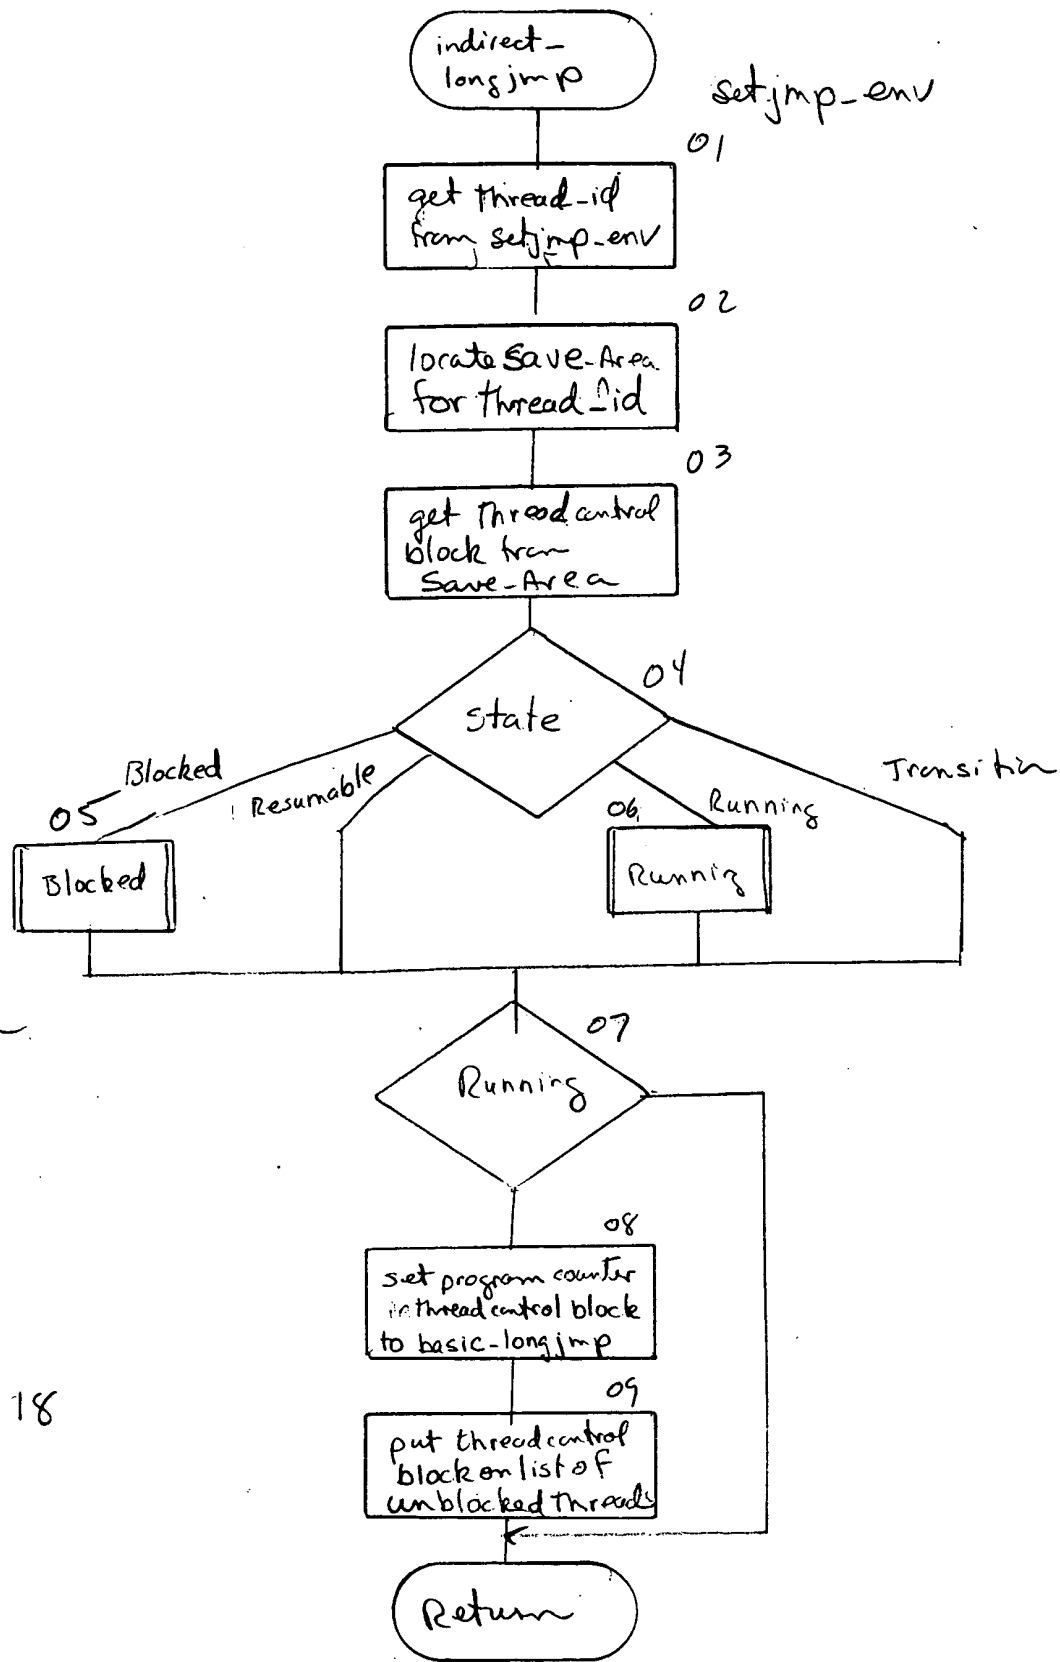 indirect_
longjmp
setjmp_env
01
get thread_id
from setjmp_env
02
locate Save_Area
for thread_id
03
get thread control
block from
Save_Area
04
State
Blocked
Resumable
Running
Transition
05
Blocked
06
Running
07
Running
08
set program counter
in thread control block
to basic_longjmp
09
put thread control
block on list of
unblocked threads
18
Return